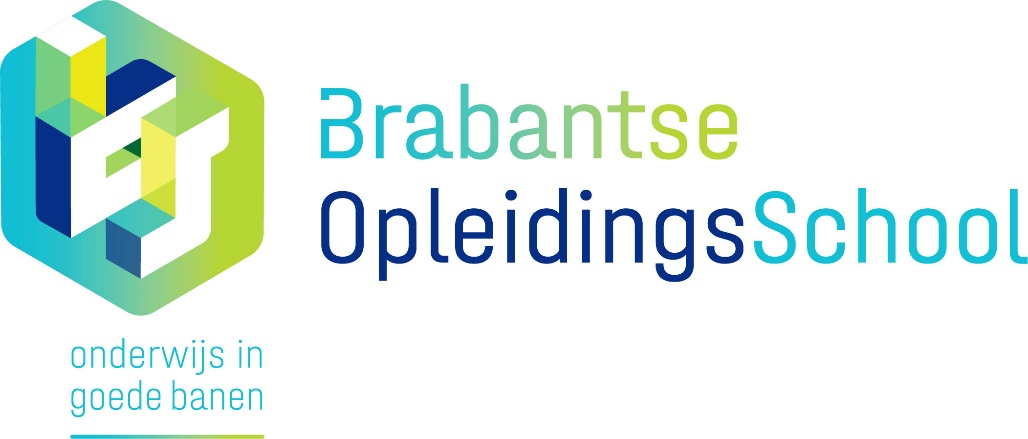 Brabantse
OpleidingsSchool
onderwijs in
goede banen